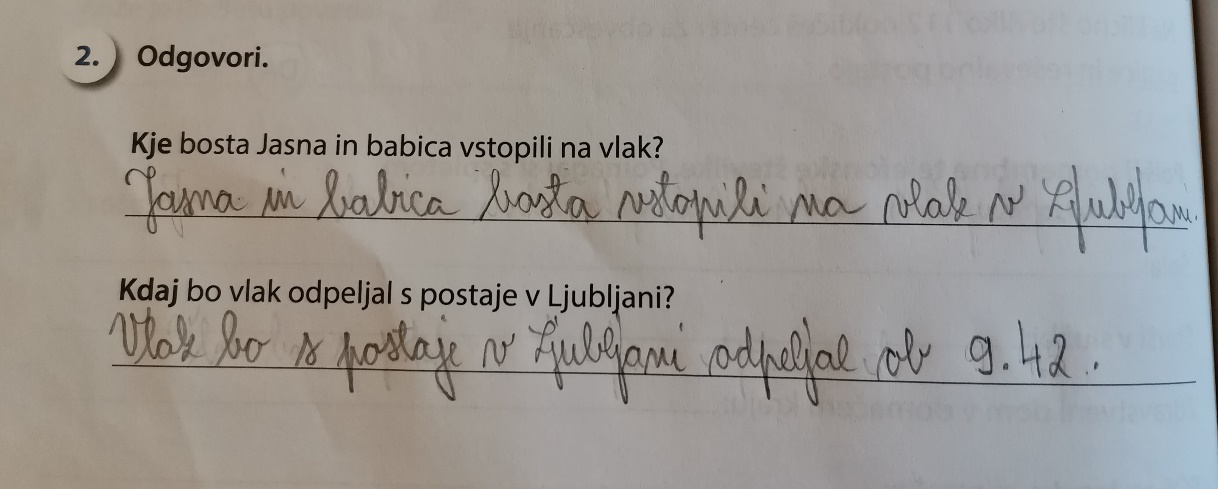 2. Odgovori.
Kje bosta Jasna in babica vstopili na vlak?
Jasna in babica bosta vstopili na vlak v Ljubljani.
Kdaj bo vlak odpeljal s postaje v Ljubljani?
Vlak bo s postaje v Ljubljani odpeljal ob 9.42.